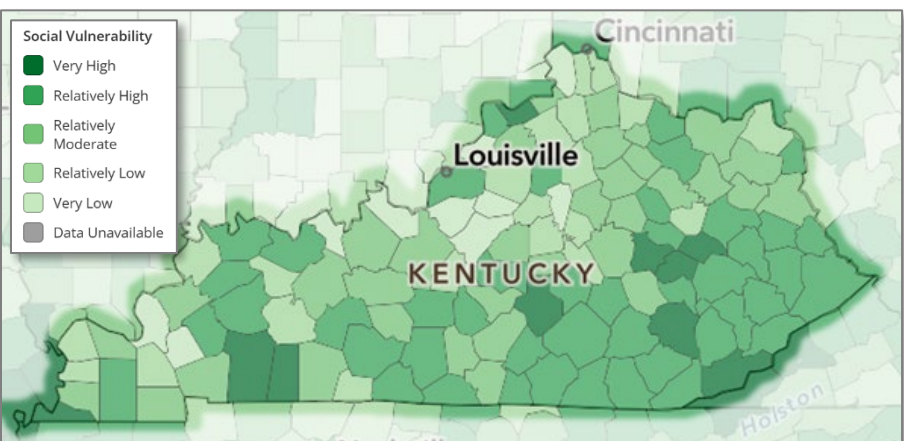 Social Vulnerability
Very High
Relatively High
Relatively
Moderate
Relatively Low
Very Low
Data Unavailable
Cincinnati
Louisville
KENTUCKY
Holston